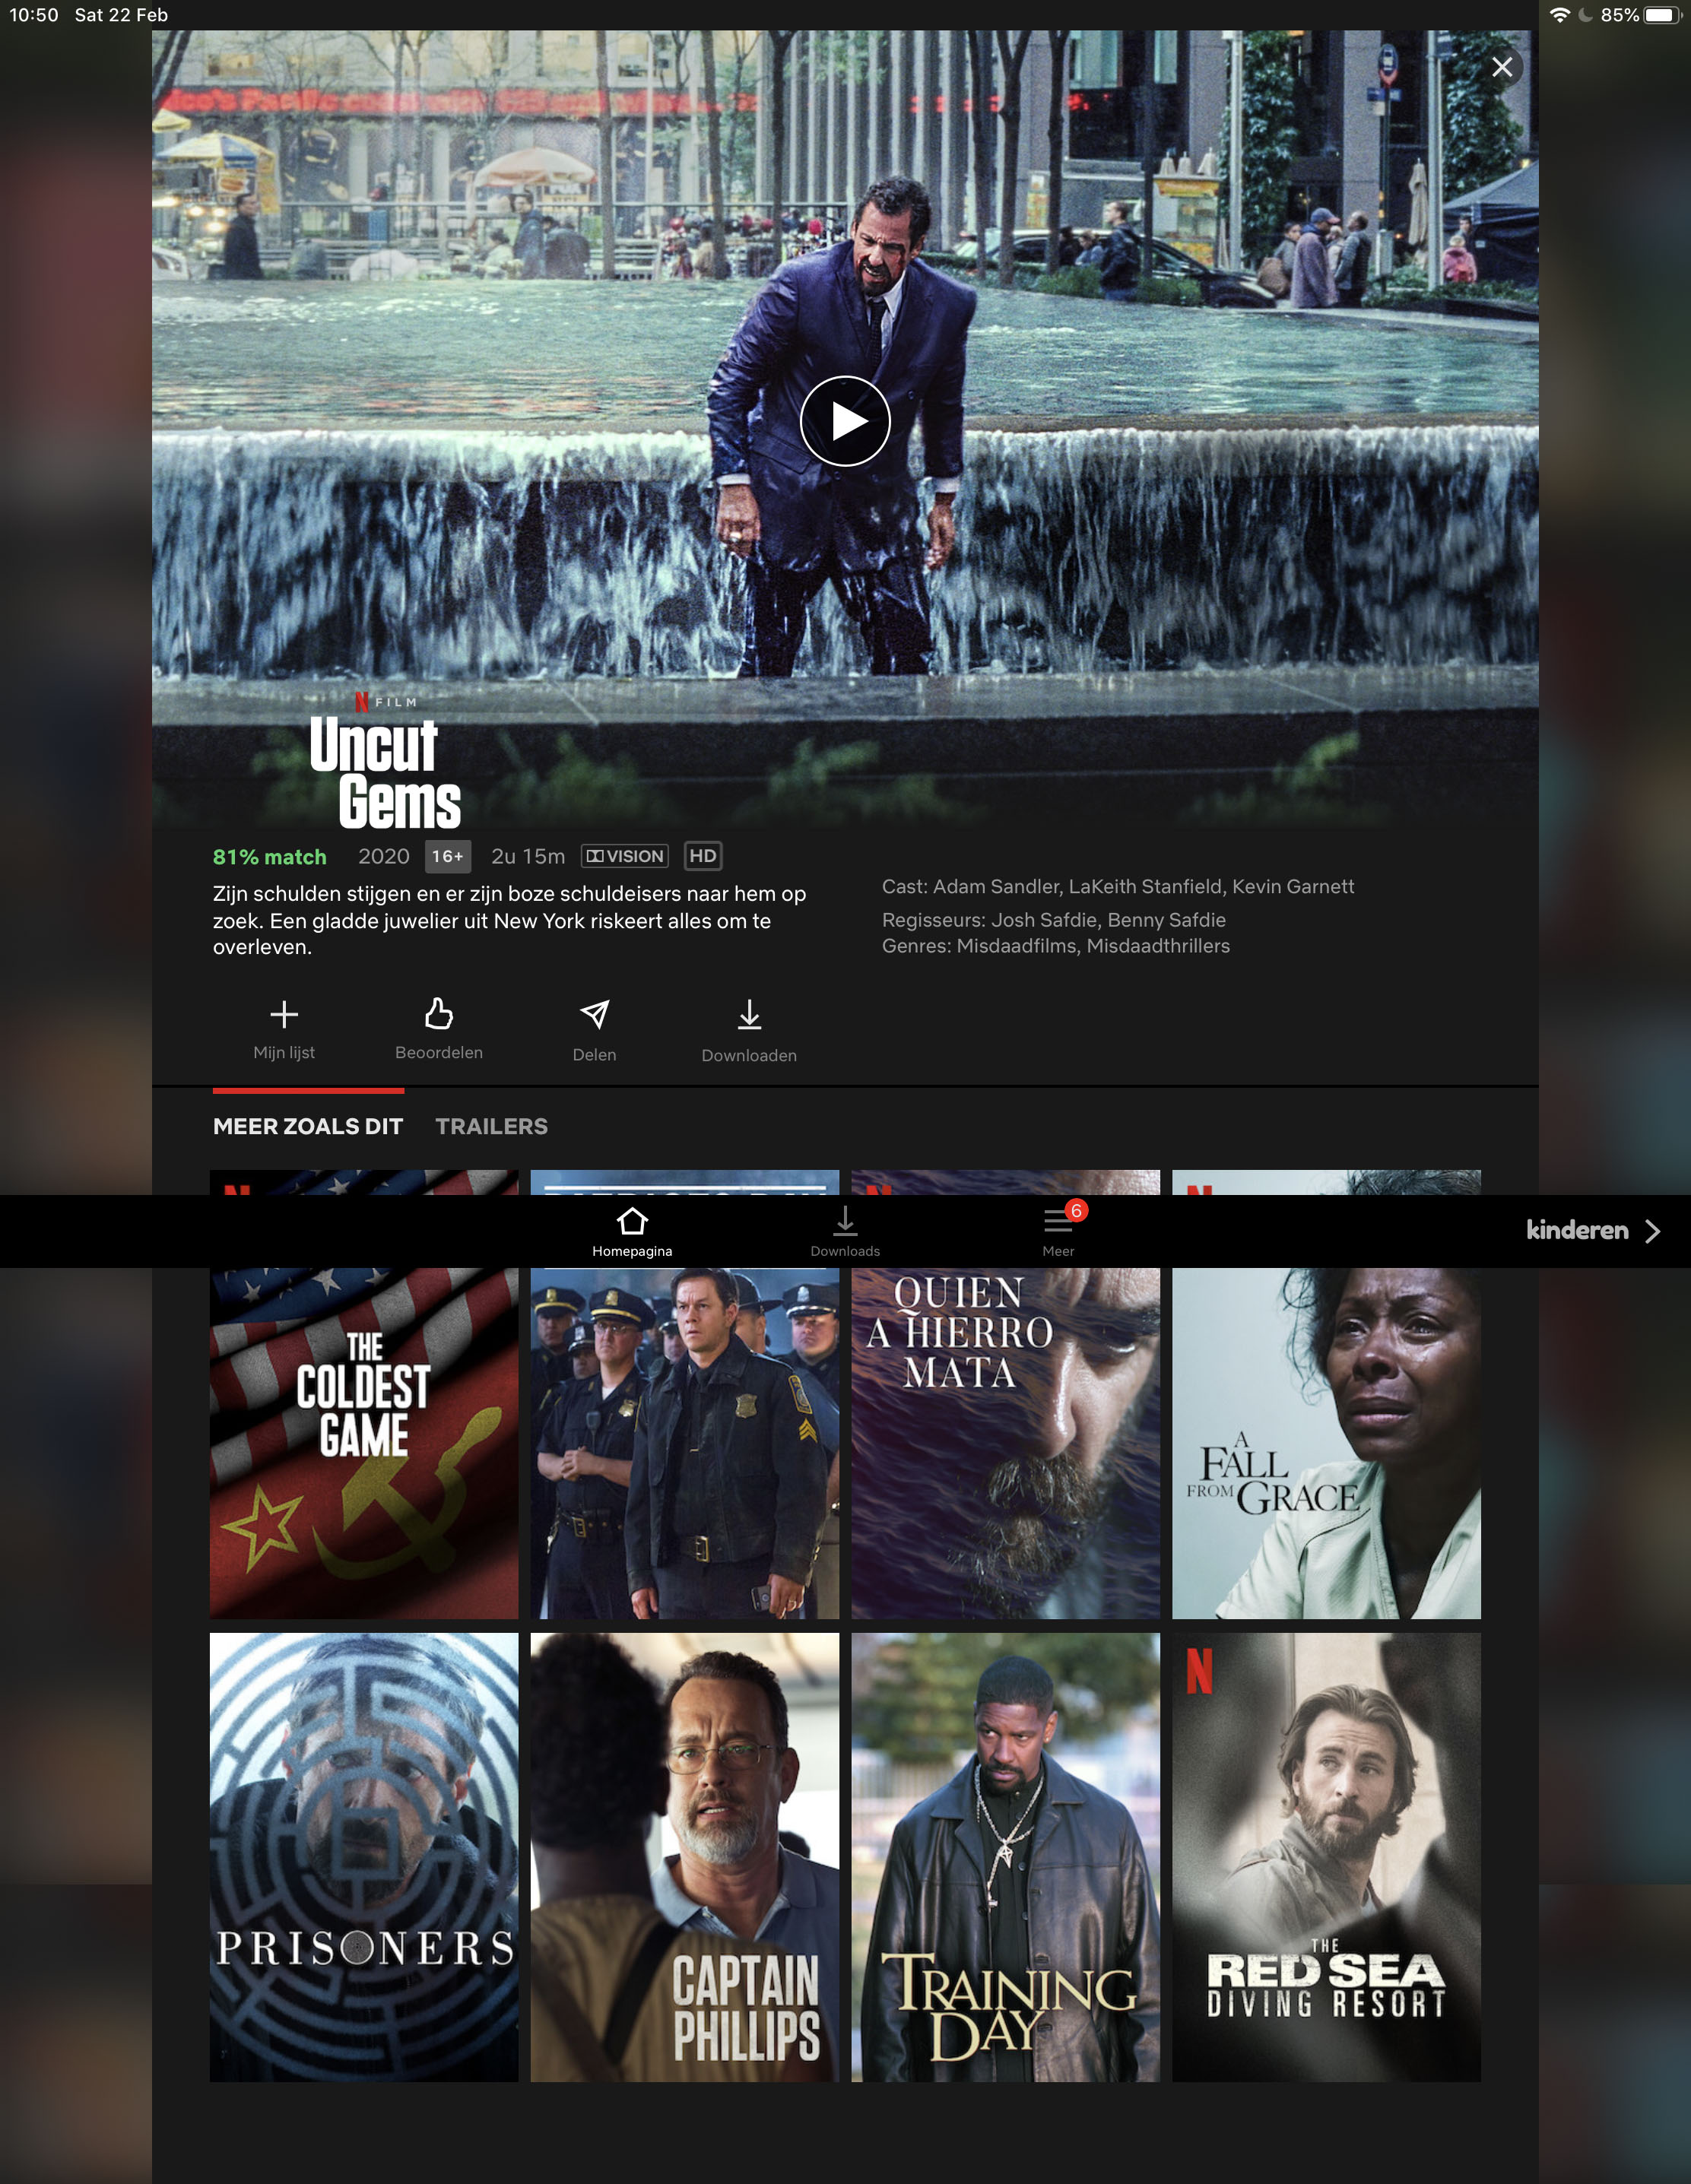 10:50 Sat 22 Feb
85%
N FILM
Uncut
Gems
81% match 2020 16+ 2u 15m VISION HD
Zijn schulden stijgen en er zijn boze schuldeisers naar hem op
zoek. Een gladde juwelier uit New York riskeert alles om te
overleven.
Cast: Adam Sandler, LaKeith Stanfield, Kevin Garnett
Regisseurs: Josh Safdie, Benny Safdie
Genres: Misdaadfilms, Misdaadthrillers
Mijn lijst
Beoordelen
Delen
Downloaden
MEER ZOALS DIT TRAILERS
Homepagina
Downloads
6
Meer
kinderen
THE
COLDEST
GAME
QUIEN
A HIERRO
MATA
A
FALL
FROM GRACE
PRISONERS
CAPTAIN
PHILLIPS
TRAINING
DAY
N
THE
RED SEA
DIVING RESORT